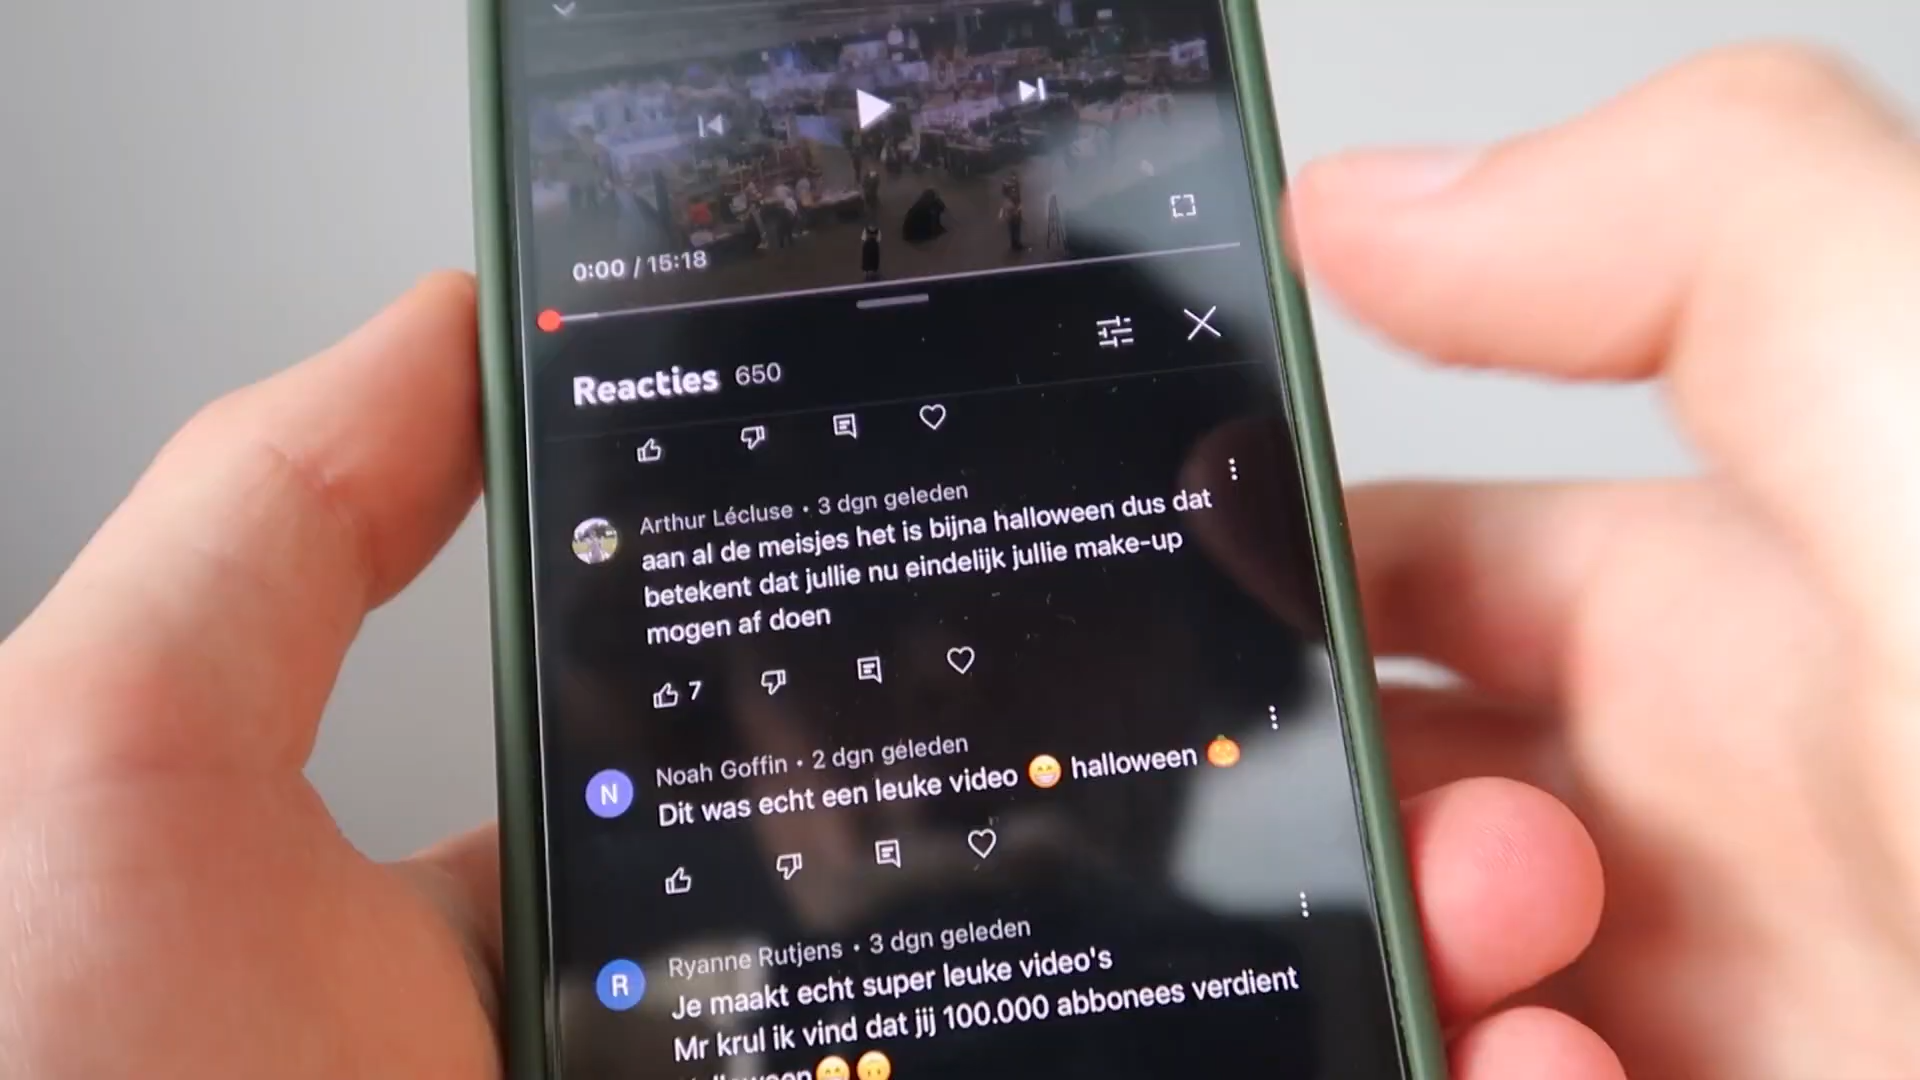 0:00 / 15:18
Reacties 650
Arthur Lécluse • 3 dgn geleden
aan al de meisjes het is bijna halloween dus dat
betekent dat jullie nu eindelijk jullie make-up
mogen af doen
7
Noah Goffin • 2 dgn geleden
N
Dit was echt een leuke video 😁 halloween 🎃
Ryanne Rutjens • 3 dgn geleden
R
Je maakt echt super leuke video's
Mr krul ik vind dat jij 100.000 abbonees verdient